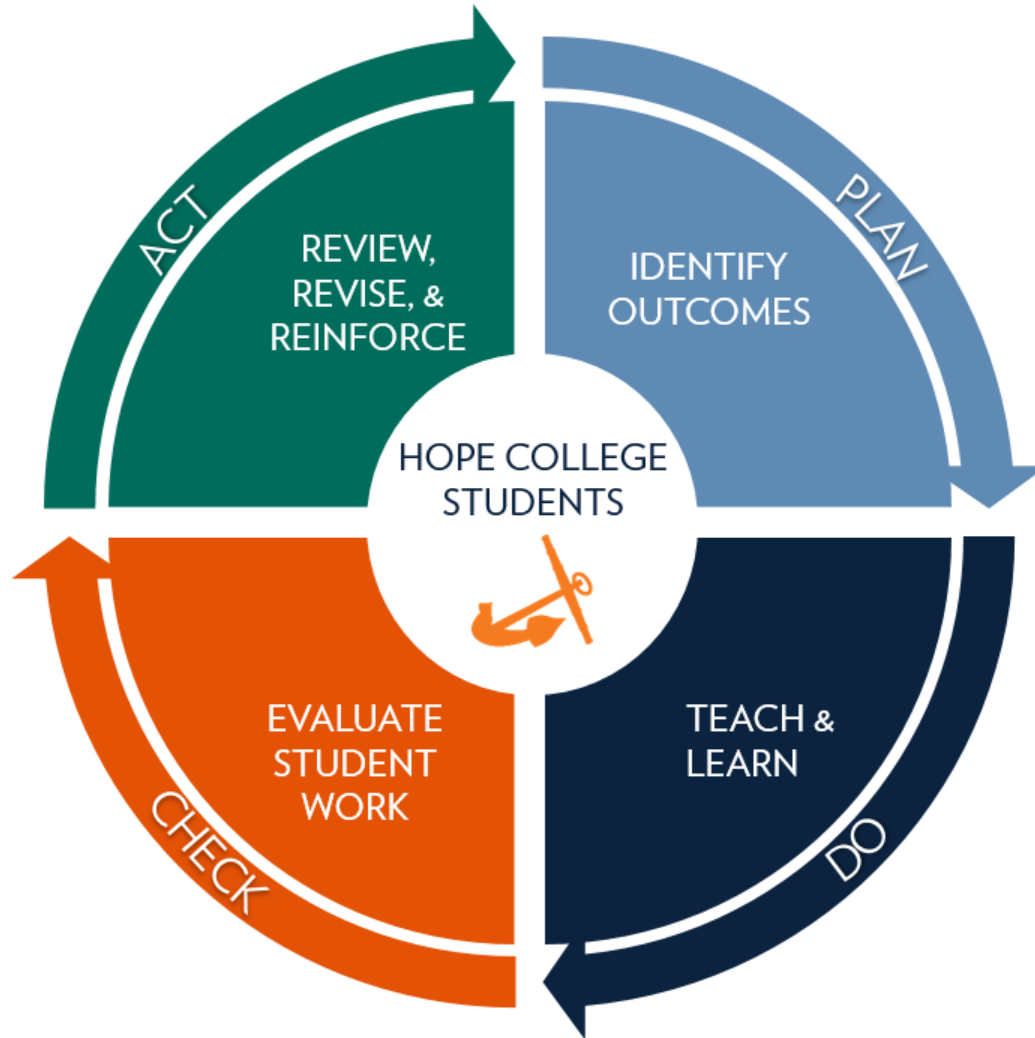 ACT
REVIEW,
REVISE, &
REINFORCE
PLAN
IDENTIFY
OUTCOMES
HOPE COLLEGE
STUDENTS
CHECK
EVALUATE
STUDENT
WORK
DO
TEACH &
LEARN